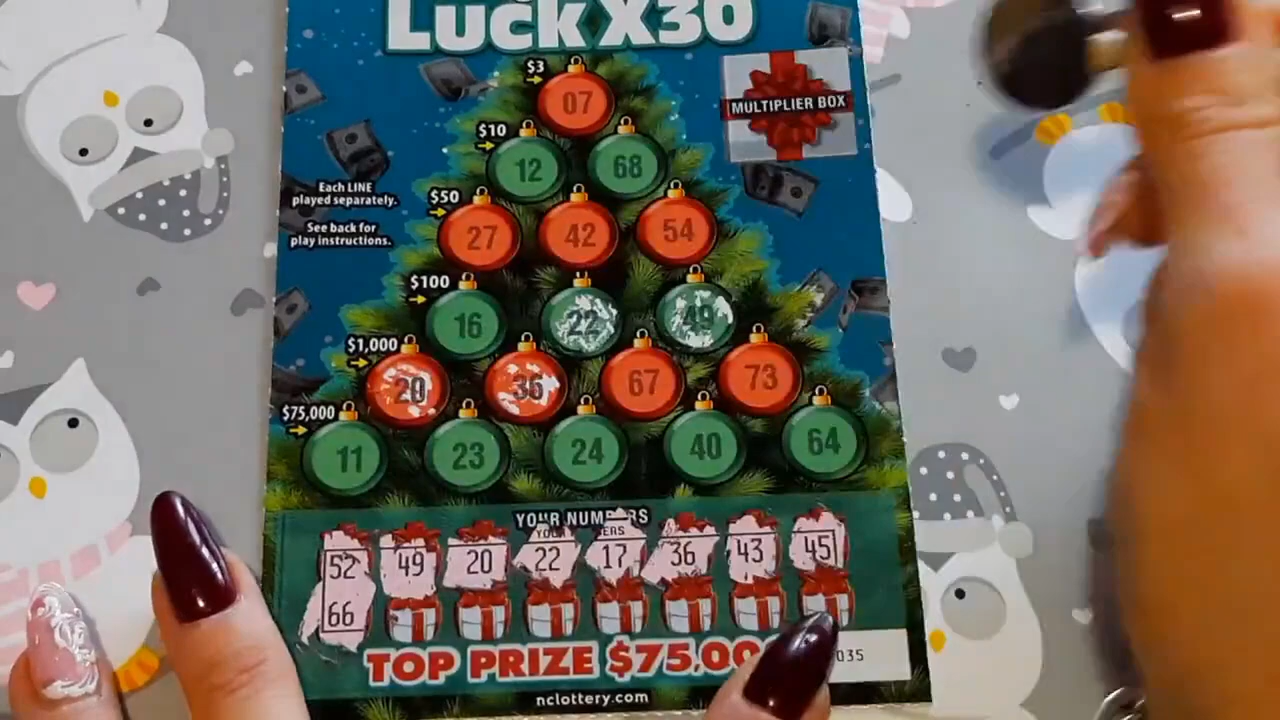 Luck X30
$3
07
MULTIPLIER BOX
$10
12 68
Each LINE
played separately.
$50
27 42 54
See back for
play instructions.
$100
16 22 49
$1,000
20 36 67 73
$75,000
11 23 24 40 64
YOUR NUMBERS
52 49 20 22 17 36 43 45
66
TOP PRIZE $75,00
035
nclottery.com